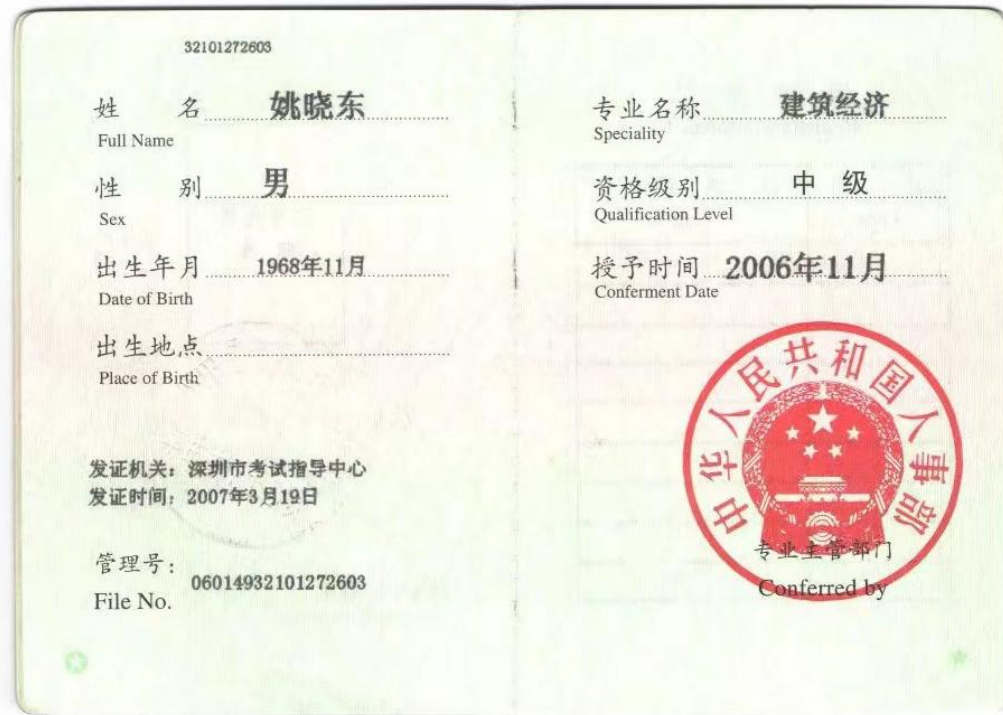 32101272603
姓 名 姚晓东
Full Name
性 别 男
Sex
出生年月 1968年11月
Date of Birth
出生地点
Place of Birth
发证机关：深圳市考试指导中心
发证时间：2007年3月19日
管理号：
06014932101272603
File No.
专业名称 建筑经济
Speciality
资格级别 中 级
Qualification Level
授予时间 2006年11月
Conferment Date
中华人民共和国人事部
专业主管部门
Conferred by